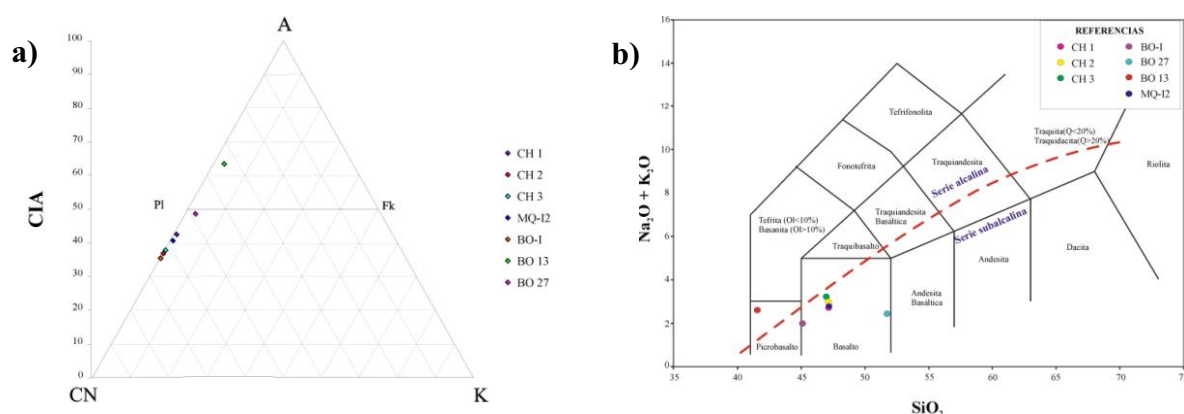 a)
A
CIA
100
90
80
70
60
50
40
30
20
10
0
Pl
Fk
CN
K
CH 1
CH 2
CH 3
MQ-I2
BO-I
BO 13
BO 27
b)
Na₂O + K₂O
16
14
12
10
8
6
4
2
0
REFERENCIAS
CH 1
CH 2
CH 3
BO-I
BO 27
BO 13
MQ-I2
Tefrifonolita
Fonotefrita
Traquiandesita
Traquita(Q<20%)
Traquidacita(Q>20%)
Riolita
Serie alcalina
Tefrita (Ol<10%)
Basanita (Ol>10%)
Traquiandesita
Basáltica
Serie subalcalina
Traquibasalto
Andesita
Dacita
Andesita
Basáltica
Picrobasalto
Basalto
35
40
45
50
55
60
65
70
75
SiO₂